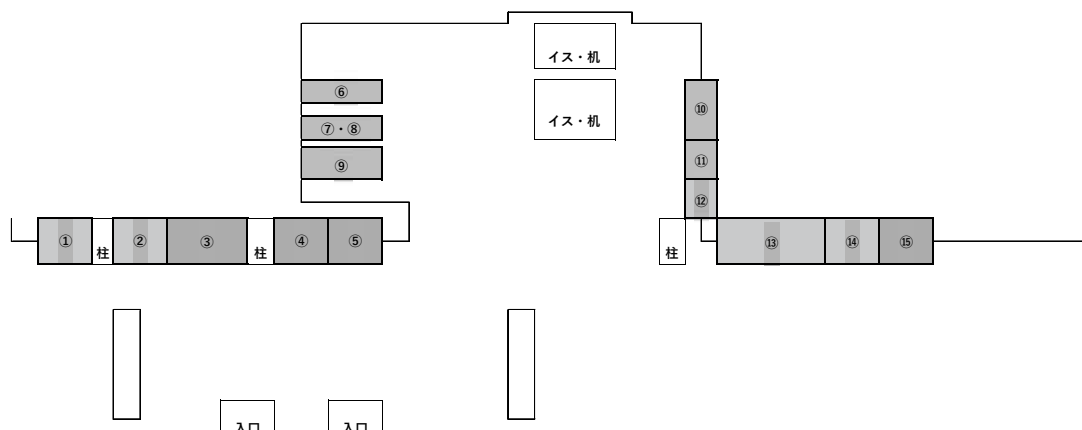 イス・机
イス・机
⑥
⑦・⑧
⑨
⑩
⑪
⑫
①
柱
②
③
柱
④
⑤
柱
⑬
⑭
⑮
入口
入口